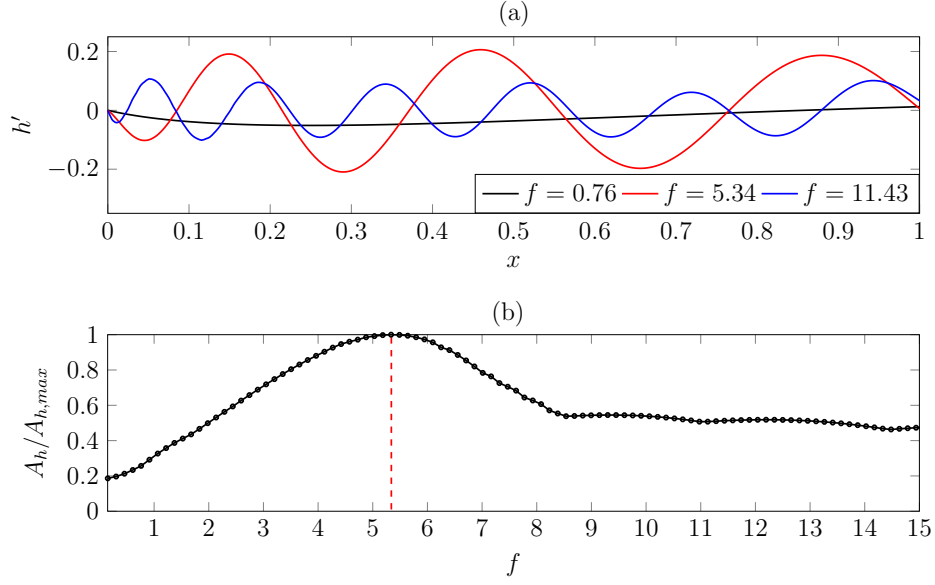 (a)
0.2
0
−0.2
h′
f = 0.76 f = 5.34 f = 11.43
0 0.1 0.2 0.3 0.4 0.5 0.6 0.7 0.8 0.9 1
x
(b)
1
0.8
0.6
0.4
0.2
0
A_h/A_{h,max}
1 2 3 4 5 6 7 8 9 10 11 12 13 14 15
f